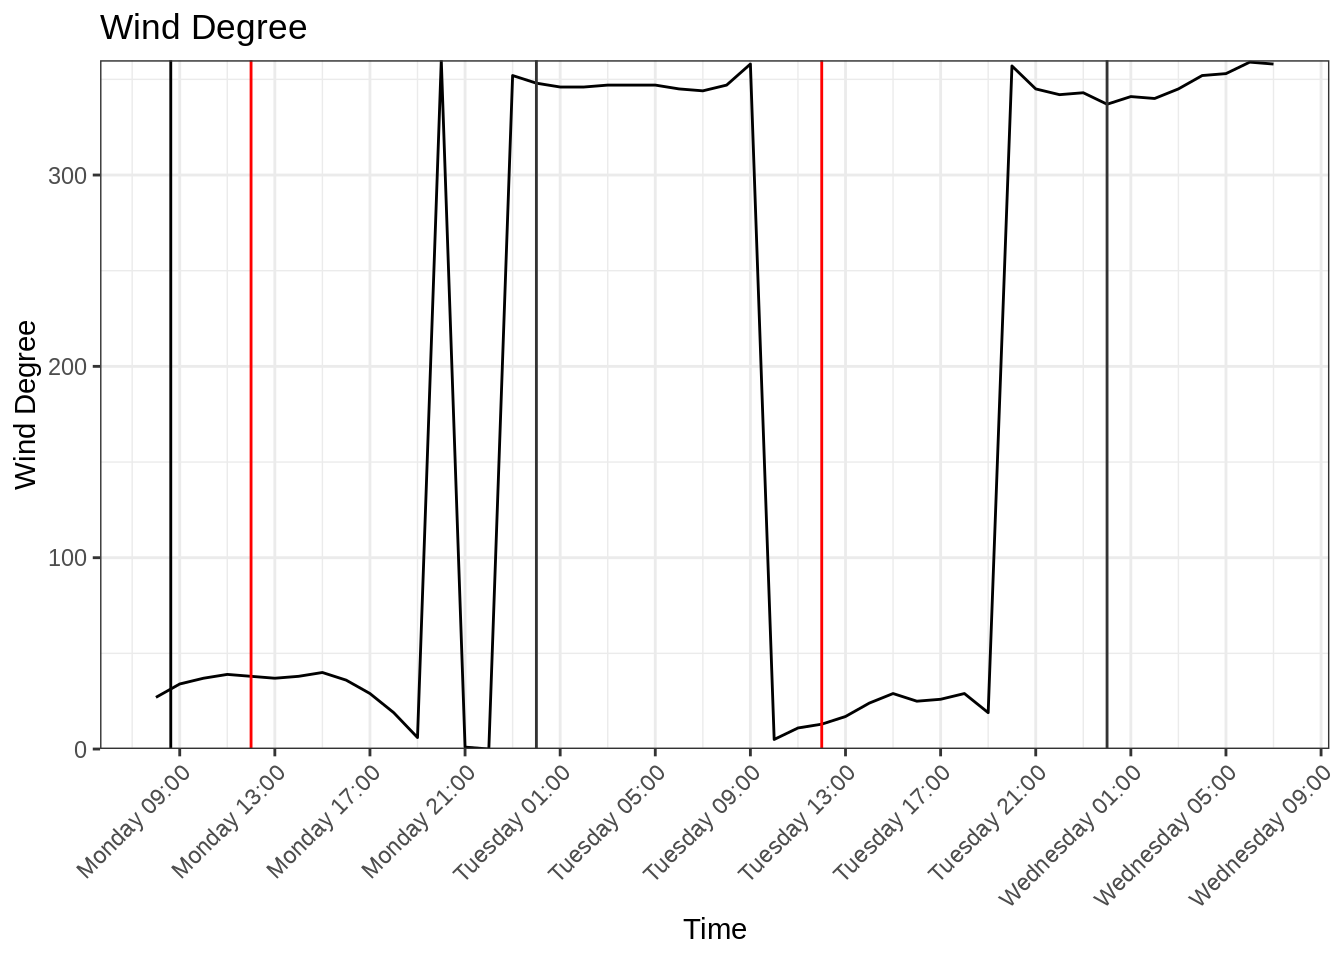 Wind Degree
Wind Degree
300
200
100
0
Monday 09:00
Monday 13:00
Monday 17:00
Monday 21:00
Tuesday 01:00
Tuesday 05:00
Tuesday 09:00
Tuesday 13:00
Tuesday 17:00
Tuesday 21:00
Wednesday 01:00
Wednesday 05:00
Wednesday 09:00
Time